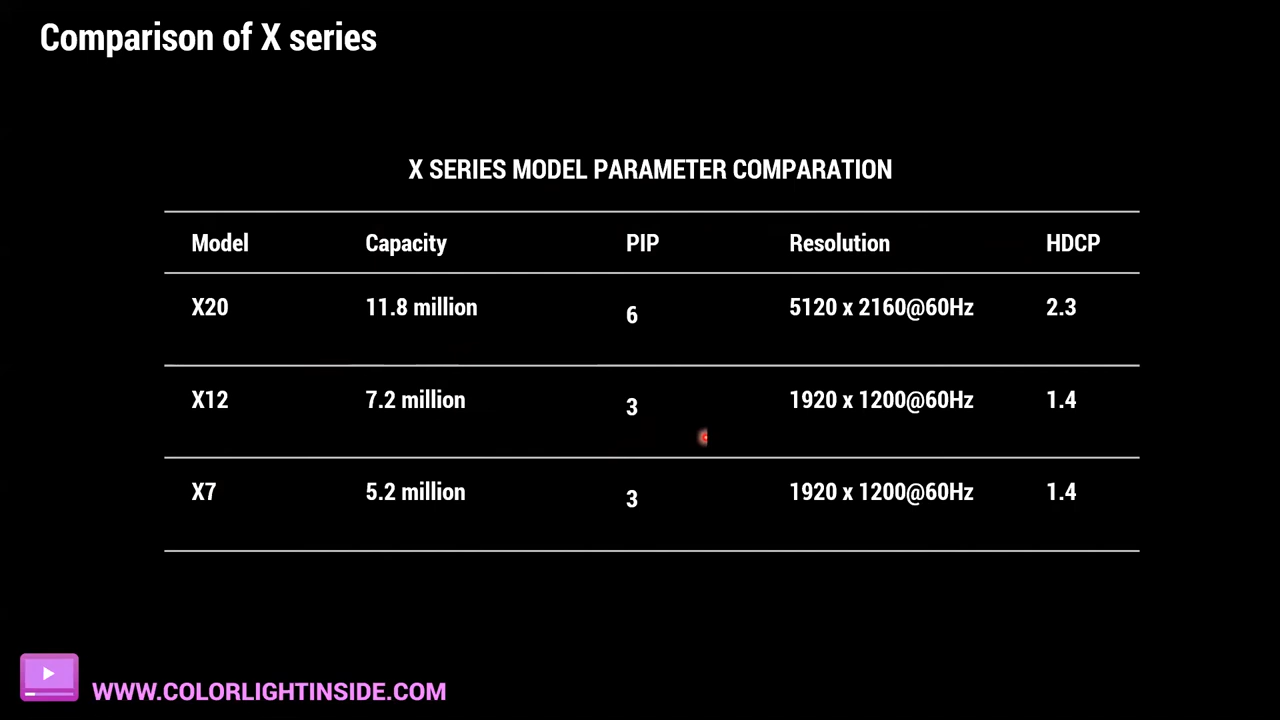 Comparison of X series
X SERIES MODEL PARAMETER COMPARATION
Model Capacity PIP Resolution HDCP
X20 11.8 million 6 5120 x 2160@60Hz 2.3
X12 7.2 million 3 1920 x 1200@60Hz 1.4
X7 5.2 million 3 1920 x 1200@60Hz 1.4
WWW.COLORLIGHTINSIDE.COM